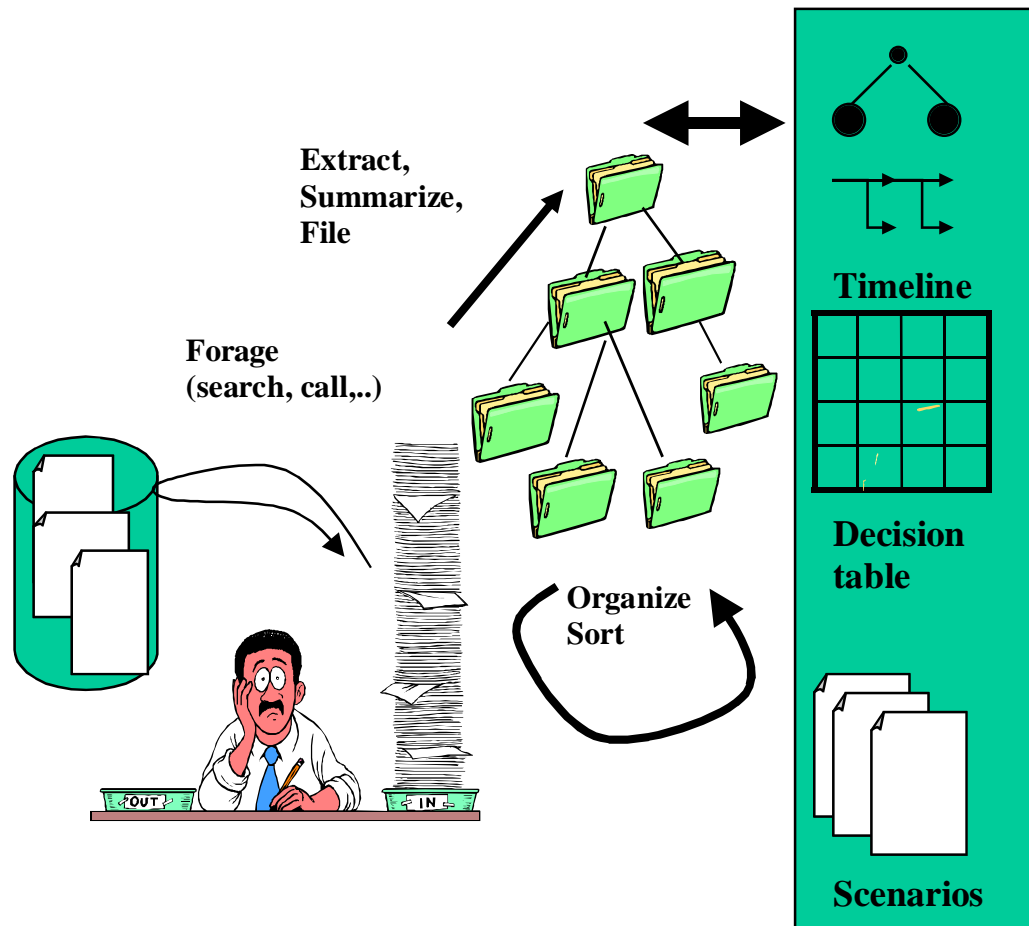 Extract,
Summarize,
File
Forage
(search, call,..)
Organize
Sort
OUT
IN
Timeline
Decision
table
Scenarios